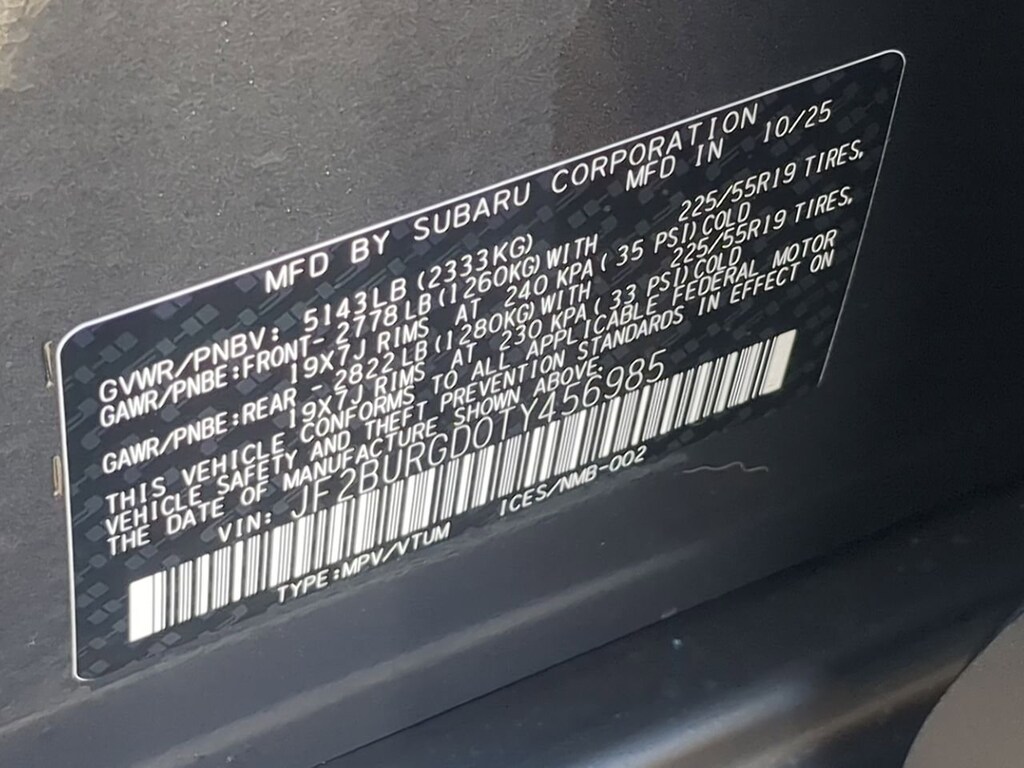 MFD BY SUBARU CORPORATION
MFD IN 10/25
GVWR/PNBV: 5143LB (2333KG)
GAWR/PNBE:FRONT-2778LB(1260KG)WITH 225/55R19 TIRES,
19X7J RIMS AT 240 KPA( 35 PSI)COLD
GAWR/PNBE:REAR -2822LB(1280KG)WITH 225/55R19 TIRES,
19X7J RIMS AT 230 KPA( 33 PSI)COLD
THIS VEHICLE CONFORMS TO ALL APPLICABLE FEDERAL MOTOR
VEHICLE SAFETY AND THEFT PREVENTION STANDARDS IN EFFECT ON
THE DATE OF MANUFACTURE SHOWN ABOVE.
VIN: JF2BURGD0TY456985
TYPE:MPV/VTUM ICES/NMB-002